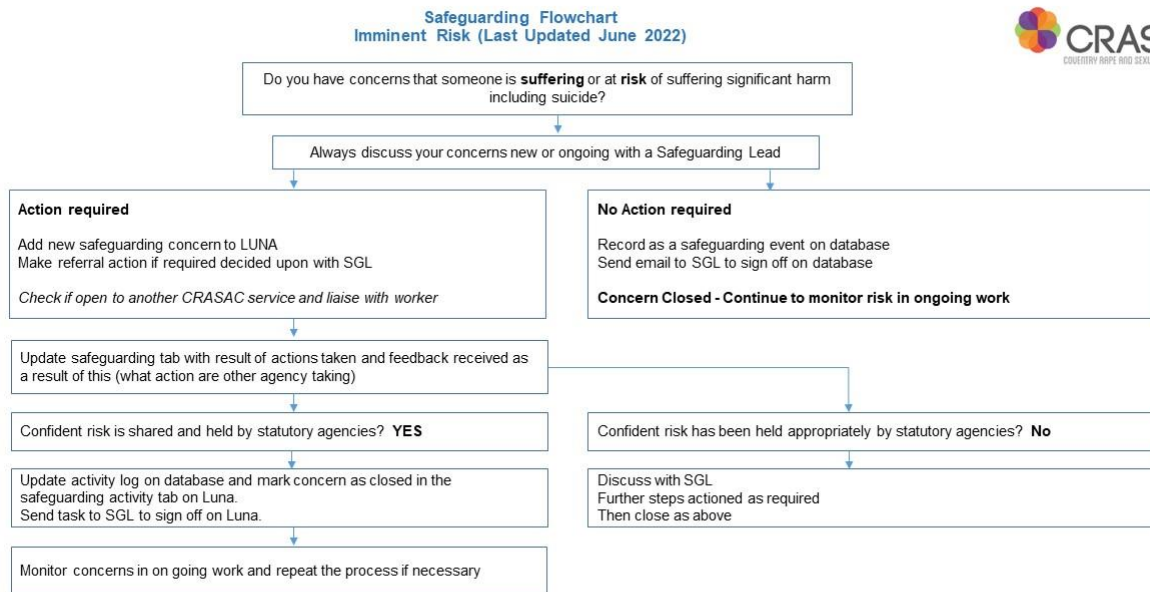 Safeguarding Flowchart
Imminent Risk (Last Updated June 2022)
CRAS
COVENTRY RAPE AND SEXU
Do you have concerns that someone is suffering or at risk of suffering significant harm
including suicide?
Always discuss your concerns new or ongoing with a Safeguarding Lead
Action required
Add new safeguarding concern to LUNA
Make referral action if required decided upon with SGL
Check if open to another CRASAC service and liaise with worker
No Action required
Record as a safeguarding event on database
Send email to SGL to sign off on database
Concern Closed - Continue to monitor risk in ongoing work
Update safeguarding tab with result of actions taken and feedback received as
a result of this (what action are other agency taking)
Confident risk is shared and held by statutory agencies? YES
Confident risk has been held appropriately by statutory agencies? No
Update activity log on database and mark concern as closed in the
safeguarding activity tab on Luna.
Send task to SGL to sign off on Luna.
Discuss with SGL
Further steps actioned as required
Then close as above
Monitor concerns in on going work and repeat the process if necessary